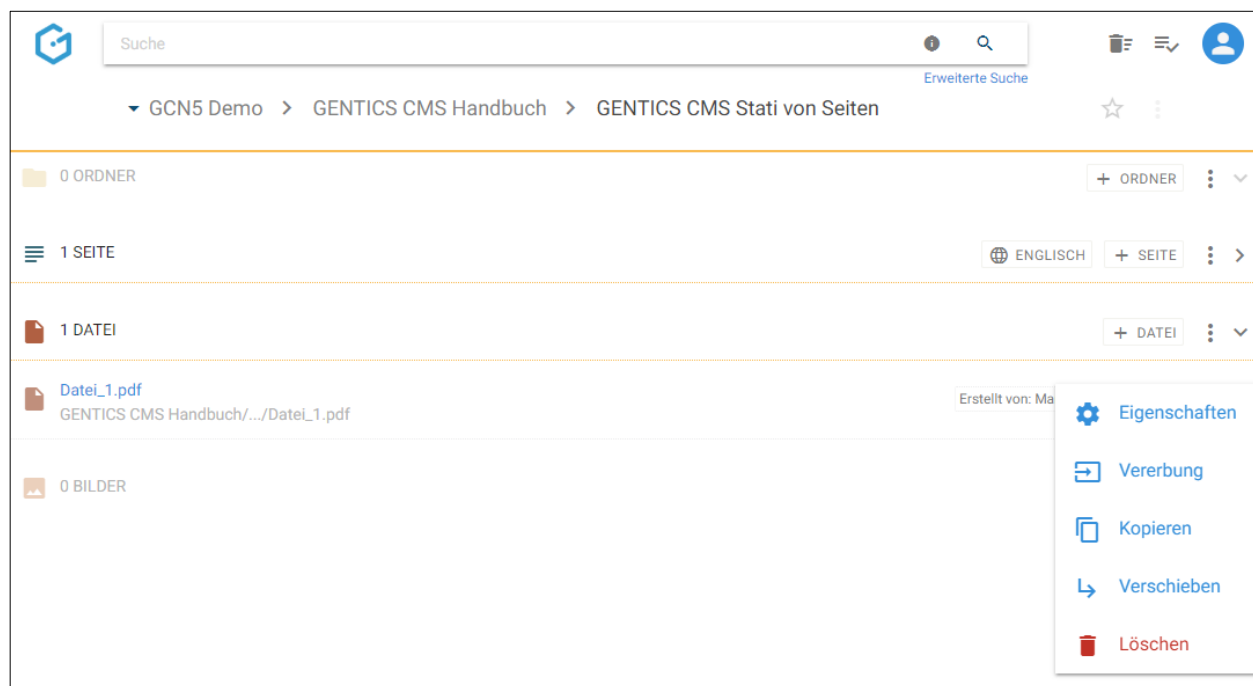 Suche
Erweiterte Suche
GCN5 Demo > GENTICS CMS Handbuch > GENTICS CMS Stati von Seiten
0 ORDNER + ORDNER
1 SEITE ENGLISCH + SEITE
1 DATEI + DATEI
Datei_1.pdf
GENTICS CMS Handbuch/.../Datei_1.pdf
Erstellt von: Ma
0 BILDER
Eigenschaften
Vererbung
Kopieren
Verschieben
Löschen